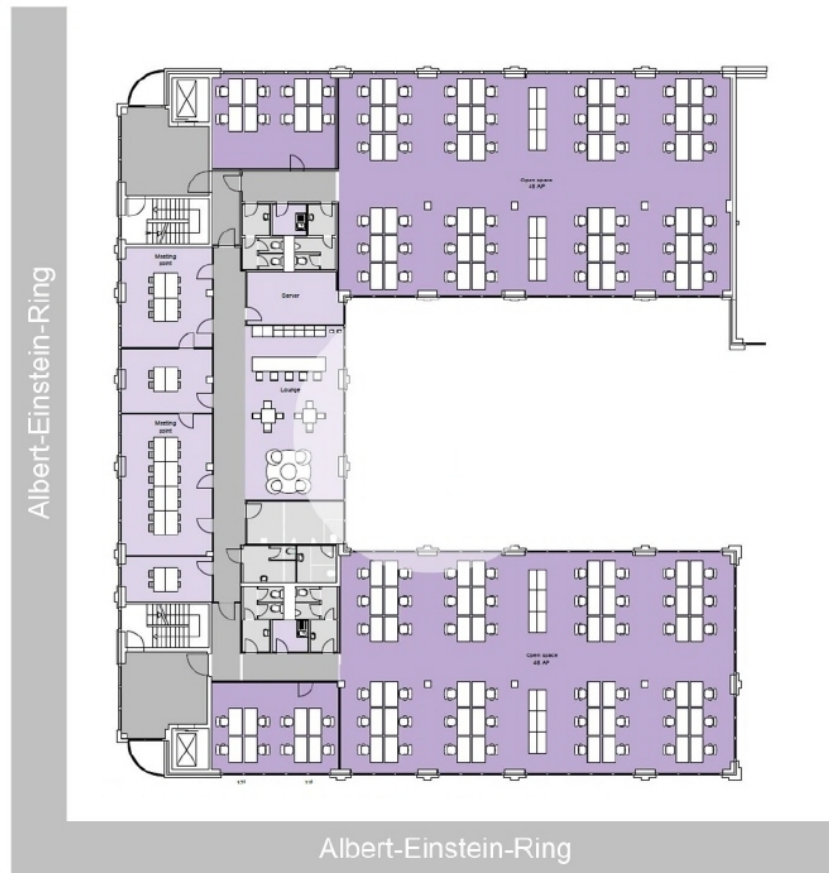 Albert-Einstein-Ring
Open space
48 AP
Meeting
point
Server
Lounge
Meeting
point
Open space
48 AP
Albert-Einstein-Ring